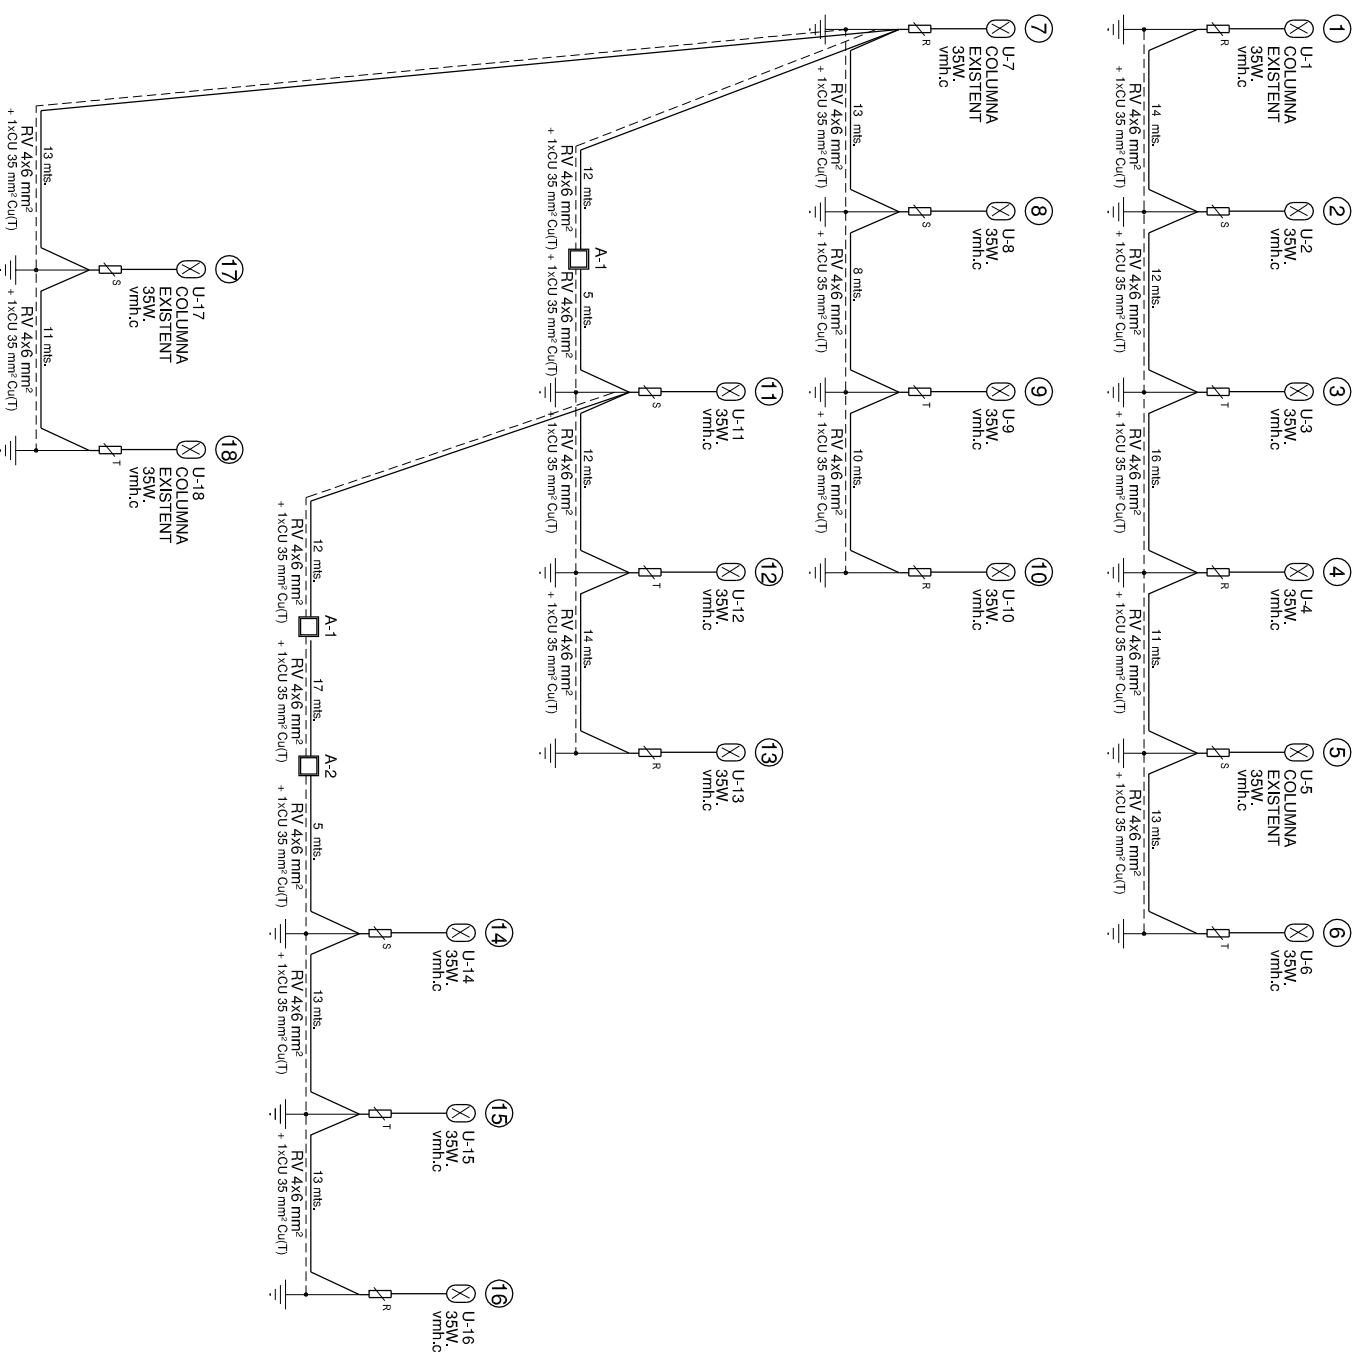 1
U-1
COLUMNA
EXISTENT
35W.
vmh.c
R
14 mts.
RV 4x6 mm²
+ 1xCU 35 mm² Cu(T)
2
U-2
35W.
vmh.c
S
12 mts.
RV 4x6 mm²
+ 1xCU 35 mm² Cu(T)
3
U-3
35W.
vmh.c
T
16 mts.
RV 4x6 mm²
+ 1xCU 35 mm² Cu(T)
4
U-4
35W.
vmh.c
R
11 mts.
RV 4x6 mm²
+ 1xCU 35 mm² Cu(T)
5
U-5
COLUMNA
EXISTENT
35W.
vmh.c
S
13 mts.
RV 4x6 mm²
+ 1xCU 35 mm² Cu(T)
6
U-6
35W.
vmh.c
T
7
U-7
COLUMNA
EXISTENT
35W.
vmh.c
R
13 mts.
RV 4x6 mm²
+ 1xCU 35 mm² Cu(T)
8
U-8
35W.
vmh.c
S
8 mts.
RV 4x6 mm²
+ 1xCU 35 mm² Cu(T)
9
U-9
35W.
vmh.c
T
10 mts.
RV 4x6 mm²
+ 1xCU 35 mm² Cu(T)
10
U-10
35W.
vmh.c
R
12 mts.
RV 4x6 mm²
+ 1xCU 35 mm² Cu(T)
A-1
5 mts.
RV 4x6 mm²
+ 1xCU 35 mm² Cu(T)
11
U-11
35W.
vmh.c
S
12 mts.
RV 4x6 mm²
+ 1xCU 35 mm² Cu(T)
12
U-12
35W.
vmh.c
T
14 mts.
RV 4x6 mm²
+ 1xCU 35 mm² Cu(T)
13
U-13
35W.
vmh.c
R
12 mts.
RV 4x6 mm²
+ 1xCU 35 mm² Cu(T)
A-1
17 mts.
RV 4x6 mm²
+ 1xCU 35 mm² Cu(T)
A-2
5 mts.
RV 4x6 mm²
+ 1xCU 35 mm² Cu(T)
14
U-14
35W.
vmh.c
S
13 mts.
RV 4x6 mm²
+ 1xCU 35 mm² Cu(T)
15
U-15
35W.
vmh.c
T
13 mts.
RV 4x6 mm²
+ 1xCU 35 mm² Cu(T)
16
U-16
35W.
vmh.c
R
13 mts.
RV 4x6 mm²
+ 1xCU 35 mm² Cu(T)
17
U-17
COLUMNA
EXISTENT
35W.
vmh.c
S
11 mts.
RV 4x6 mm²
+ 1xCU 35 mm² Cu(T)
18
U-18
COLUMNA
EXISTENT
35W.
vmh.c
T